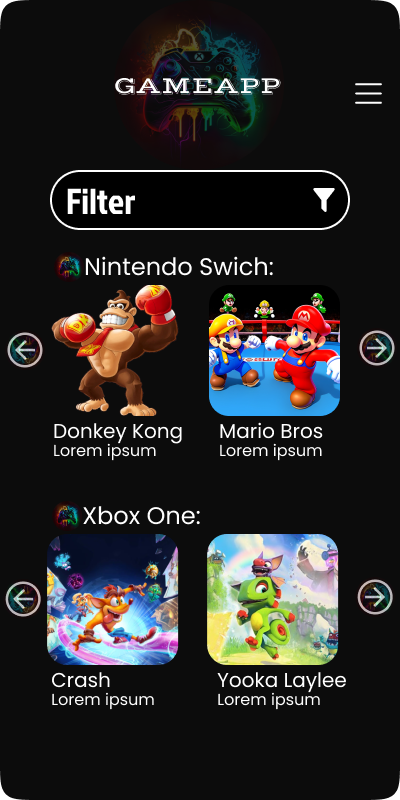 GAMEAPP
Filter
Nintendo Swich:
Donkey Kong
Mario Bros
Lorem ipsum
Lorem ipsum
Xbox One:
Crash
Yooka Laylee
Lorem ipsum
Lorem ipsum